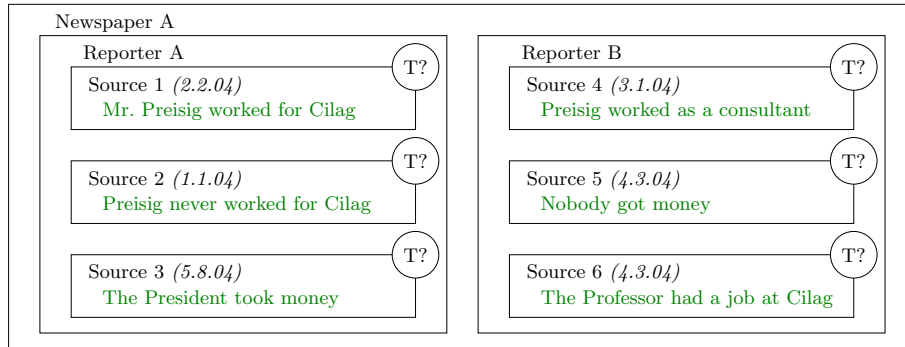 Newspaper A
Reporter A
T?
Source 1 (2.2.04)
Mr. Preisig worked for Cilag
T?
Source 2 (1.1.04)
Preisig never worked for Cilag
T?
Source 3 (5.8.04)
The President took money
Reporter B
T?
Source 4 (3.1.04)
Preisig worked as a consultant
T?
Source 5 (4.3.04)
Nobody got money
T?
Source 6 (4.3.04)
The Professor had a job at Cilag